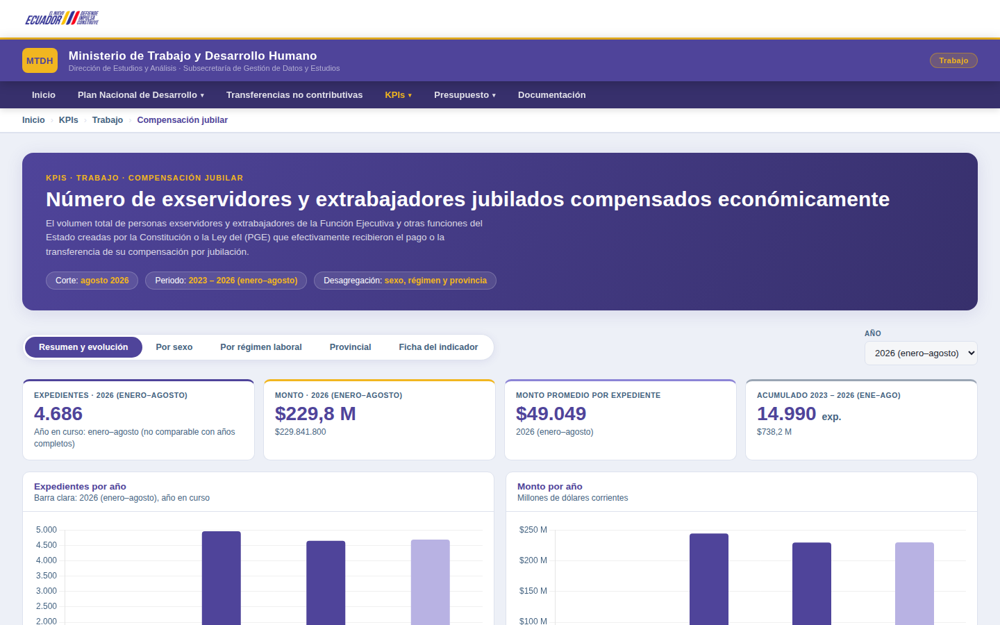 EL NUEVO
ECUADOR
DEFIENDE
IMPULSA
CONSTRUYE
MTDH
Ministerio de Trabajo y Desarrollo Humano
Dirección de Estudios y Análisis · Subsecretaría de Gestión de Datos y Estudios
Trabajo
Inicio
Plan Nacional de Desarrollo ▾
Transferencias no contributivas
KPIs ▾
Presupuesto ▾
Documentación
Inicio › KPIs › Trabajo › Compensación jubilar
KPIS · TRABAJO · COMPENSACIÓN JUBILAR
Número de exservidores y extrabajadores jubilados compensados económicamente
El volumen total de personas exservidores y extrabajadores de la Función Ejecutiva y otras funciones del
Estado creadas por la Constitución o la Ley del (PGE) que efectivamente recibieron el pago o la
transferencia de su compensación por jubilación.
Corte: agosto 2026
Periodo: 2023 – 2026 (enero–agosto)
Desagregación: sexo, régimen y provincia
Resumen y evolución
Por sexo
Por régimen laboral
Provincial
Ficha del indicador
AÑO
2026 (enero–agosto)
EXPEDIENTES · 2026 (ENERO–AGOSTO)
4.686
Año en curso: enero–agosto (no comparable con años
completos)
MONTO · 2026 (ENERO–AGOSTO)
$229,8 M
$229.841.800
MONTO PROMEDIO POR EXPEDIENTE
$49.049
2026 (enero–agosto)
ACUMULADO 2023 – 2026 (ENE–AGO)
14.990 exp.
$738,2 M
Expedientes por año
Barra clara: 2026 (enero–agosto), año en curso
5.000
4.500
4.000
3.500
3.000
2.500
2.000
Monto por año
Millones de dólares corrientes
$250 M
$200 M
$150 M
$100 M